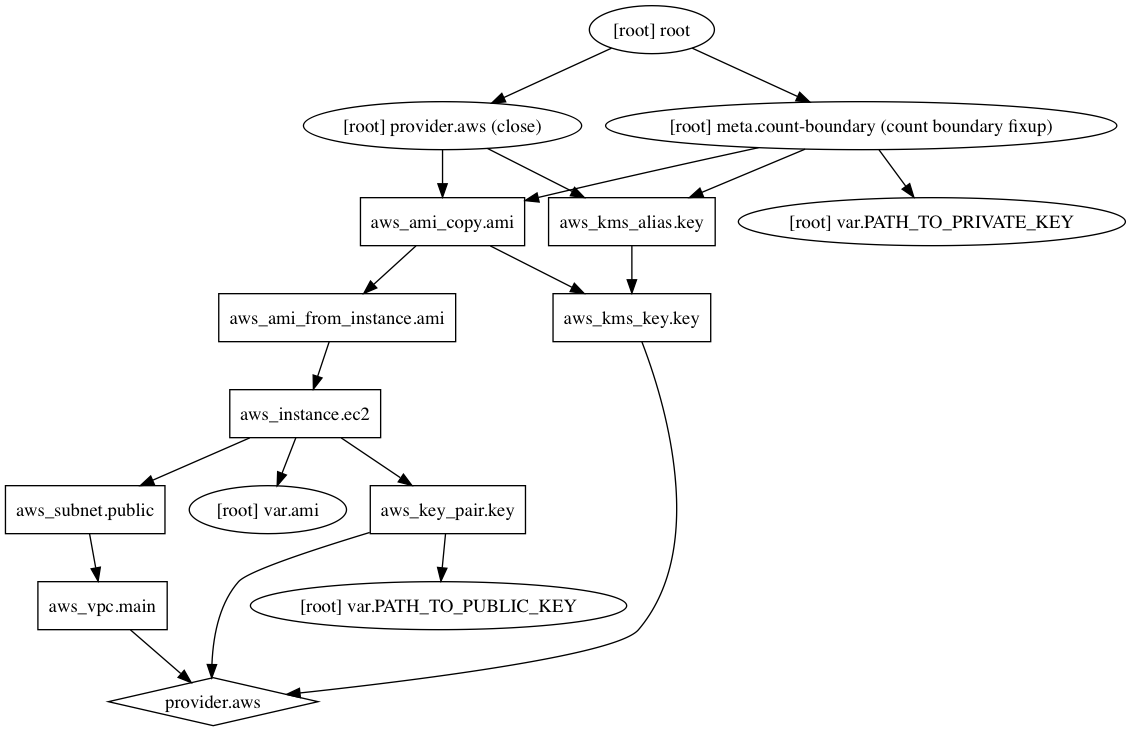 [root] root
[root] provider.aws (close)
[root] meta.count-boundary (count boundary fixup)
aws_ami_copy.ami
aws_kms_alias.key
[root] var.PATH_TO_PRIVATE_KEY
aws_ami_from_instance.ami
aws_kms_key.key
aws_instance.ec2
aws_subnet.public
[root] var.ami
aws_key_pair.key
aws_vpc.main
[root] var.PATH_TO_PUBLIC_KEY
provider.aws